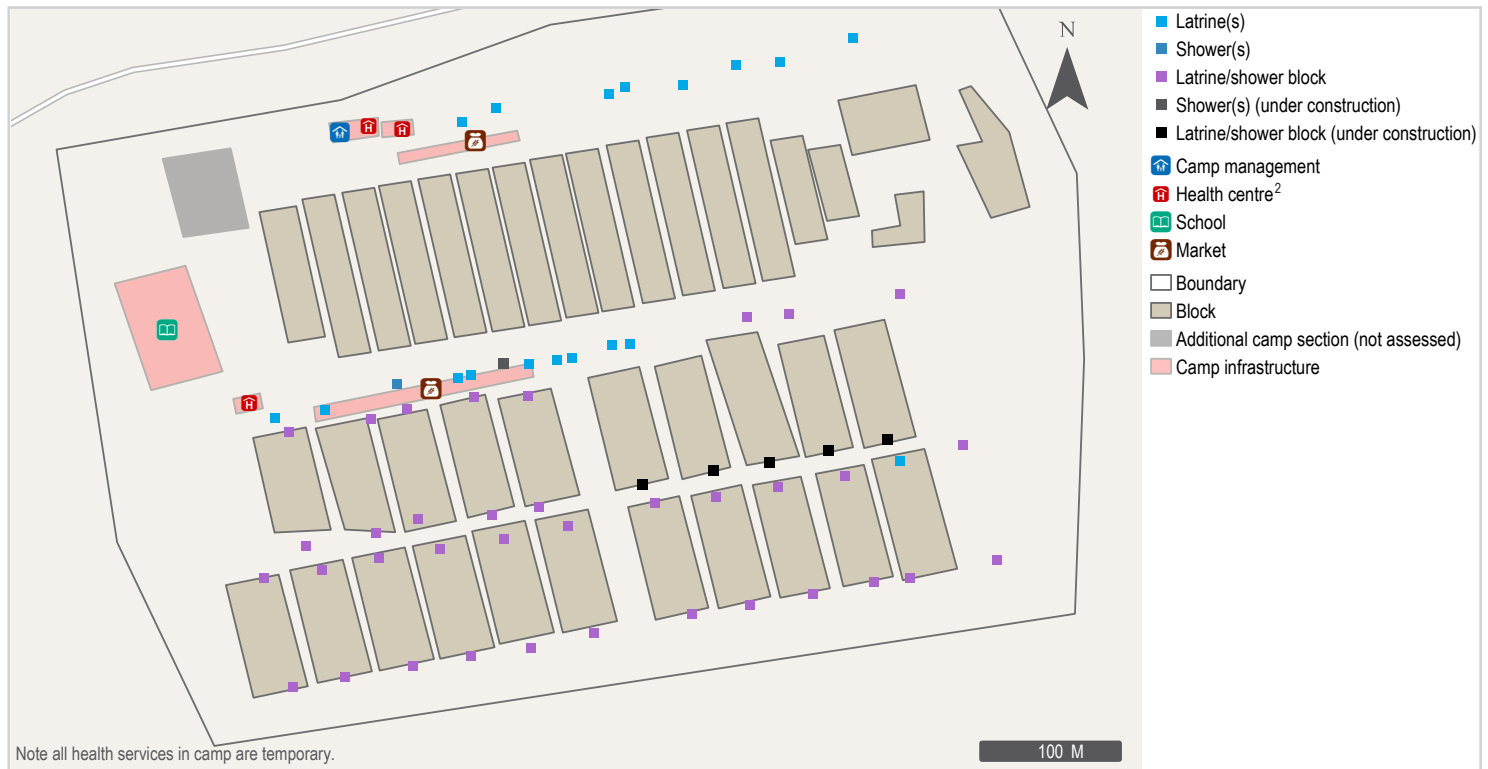 N
Note all health services in camp are temporary.
100 M
Latrine(s)
Shower(s)
Latrine/shower block
Shower(s) (under construction)
Latrine/shower block (under construction)
Camp management
Health centre²
School
Market
Boundary
Block
Additional camp section (not assessed)
Camp infrastructure